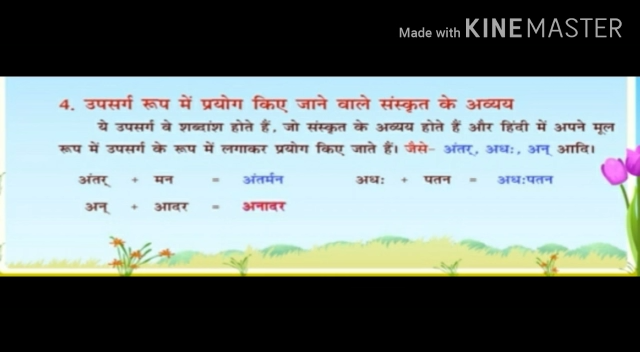 Made with KINEMASTER
4. उपसर्ग रूप में प्रयोग किए जाने वाले संस्कृत के अव्यय
ये उपसर्ग वे शब्दांश होते हैं, जो संस्कृत के अव्यय होते हैं और हिंदी में अपने मूल
रूप में उपसर्ग के रूप में लगाकर प्रयोग किए जाते हैं। जैसे- अंतर्, अधः, अन् आदि।
अंतर् + मन = अंतर्मन अधः + पतन = अधःपतन
अन् + आदर = अनादर